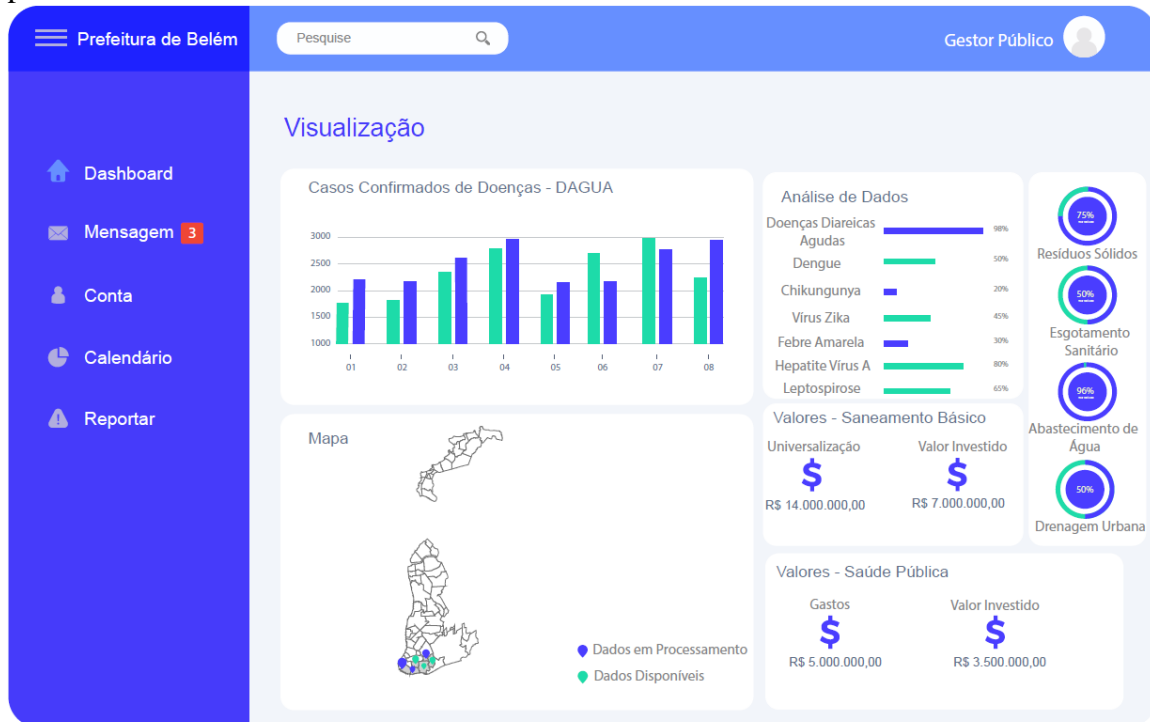 Prefeitura de Belém
Pesquise
Gestor Público
Dashboard
Mensagem 3
Conta
Calendário
Reportar
Visualização
Casos Confirmados de Doenças - DAGUA
3000
2500
2000
1500
1000
01 02 03 04 05 06 07 08
Análise de Dados
Doenças Diareicas
Agudas
98%
Dengue 50%
Chikungunya 20%
Vírus Zika 45%
Febre Amarela 30%
Hepatite Vírus A 80%
Leptospirose 65%
75%
Resíduos Sólidos
50%
Esgotamento
Sanitário
96%
Abastecimento de
Água
50%
Drenagem Urbana
Mapa
Dados em Processamento
Dados Disponíveis
Valores - Saneamento Básico
Universalização Valor Investido
$ $
R$ 14.000.000,00 R$ 7.000.000,00
Valores - Saúde Pública
Gastos Valor Investido
$ $
R$ 5.000.000,00 R$ 3.500.000,00